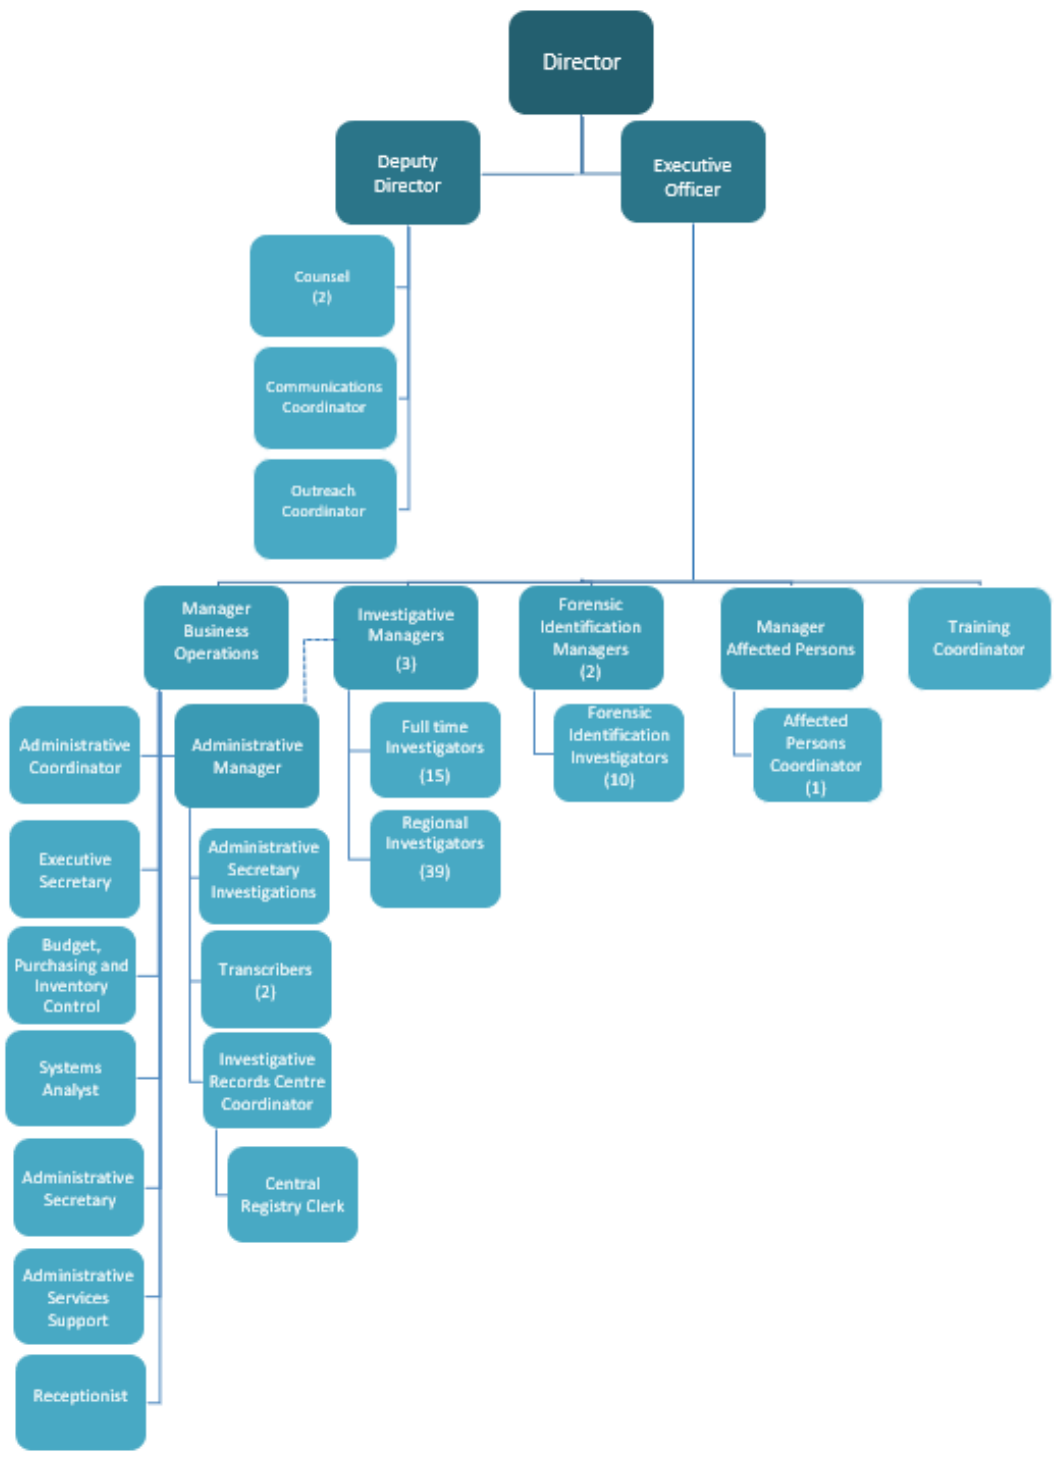 Director
Deputy
Director
Executive
Officer
Counsel
(2)
Communications
Coordinator
Outreach
Coordinator
Manager
Business
Operations
Investigative
Managers
(3)
Forensic
Identification
Managers
(2)
Manager
Affected Persons
Training
Coordinator
Administrative
Coordinator
Administrative
Manager
Full time
Investigators
(15)
Forensic
Identification
Investigators
(10)
Affected
Persons
Coordinator
(1)
Executive
Secretary
Administrative
Secretary
Investigations
Regional
Investigators
(39)
Budget,
Purchasing and
Inventory
Control
Transcribers
(2)
Systems
Analyst
Investigative
Records Centre
Coordinator
Administrative
Secretary
Central
Registry Clerk
Administrative
Services
Support
Receptionist